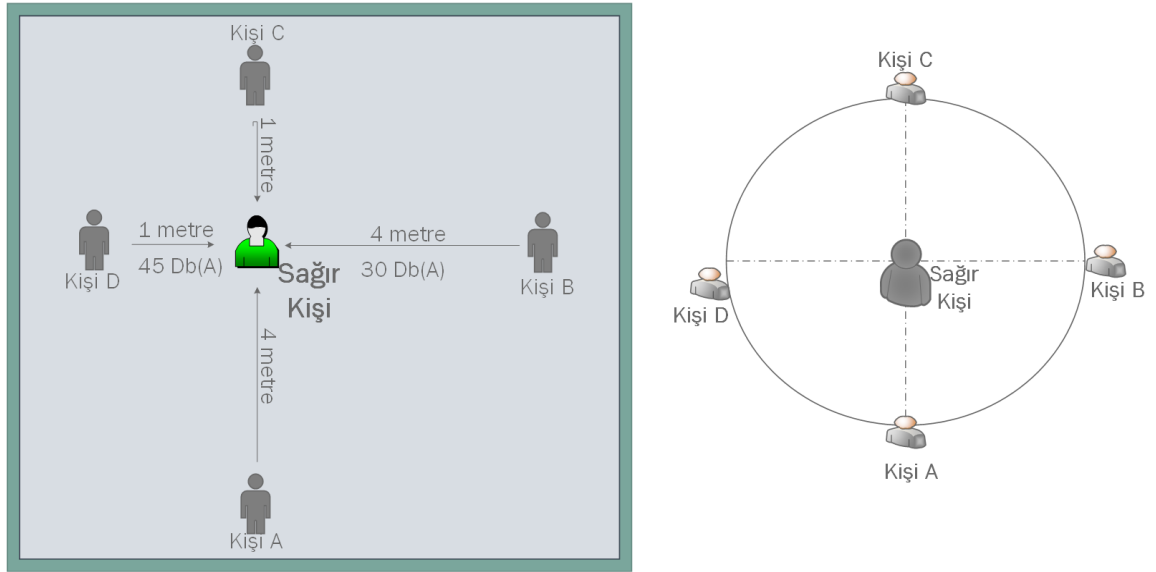 Kişi C
1 metre
1 metre
45 Db(A)
Kişi D
4 metre
30 Db(A)
Kişi B
Sağır
Kişi
4 metre
Kişi A
Kişi C
Sağır
Kişi
Kişi B
Kişi D
Kişi A